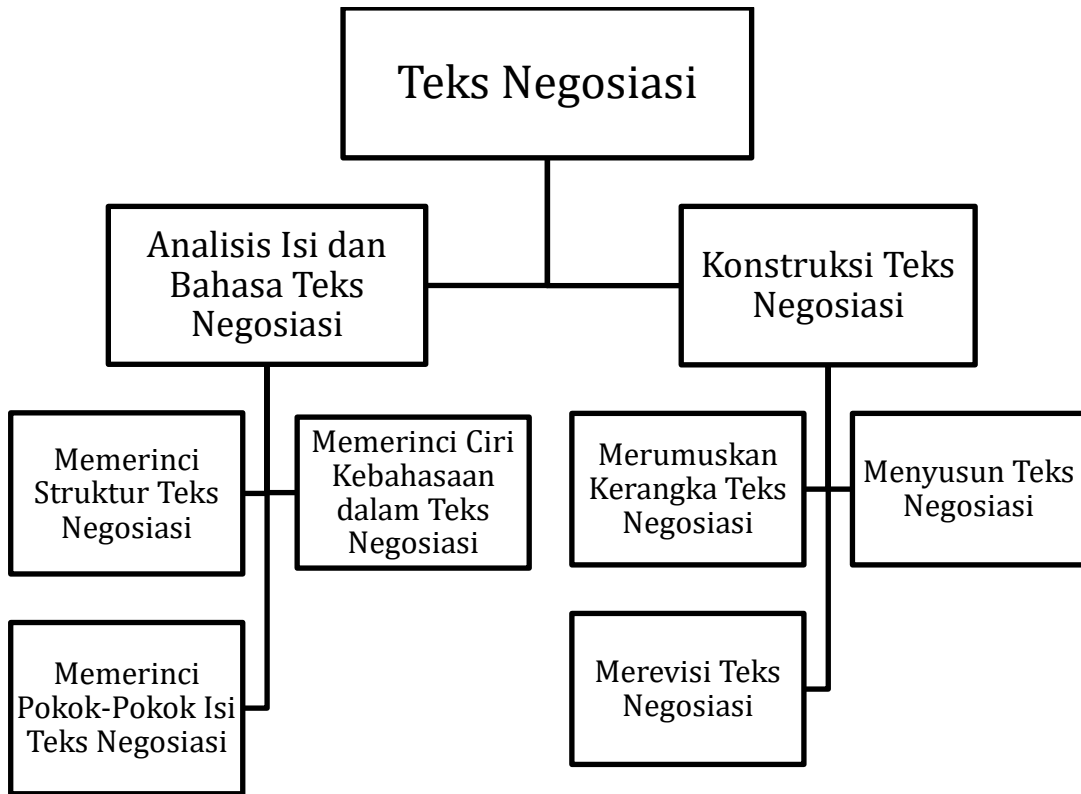 Teks Negosiasi
Analisis Isi dan
Bahasa Teks
Negosiasi
Konstruksi Teks
Negosiasi
Memerinci
Struktur Teks
Negosiasi
Memerinci Ciri
Kebahasaan
dalam Teks
Negosiasi
Merumuskan
Kerangka Teks
Negosiasi
Menyusun Teks
Negosiasi
Memerinci
Pokok-Pokok Isi
Teks Negosiasi
Merevisi Teks
Negosiasi